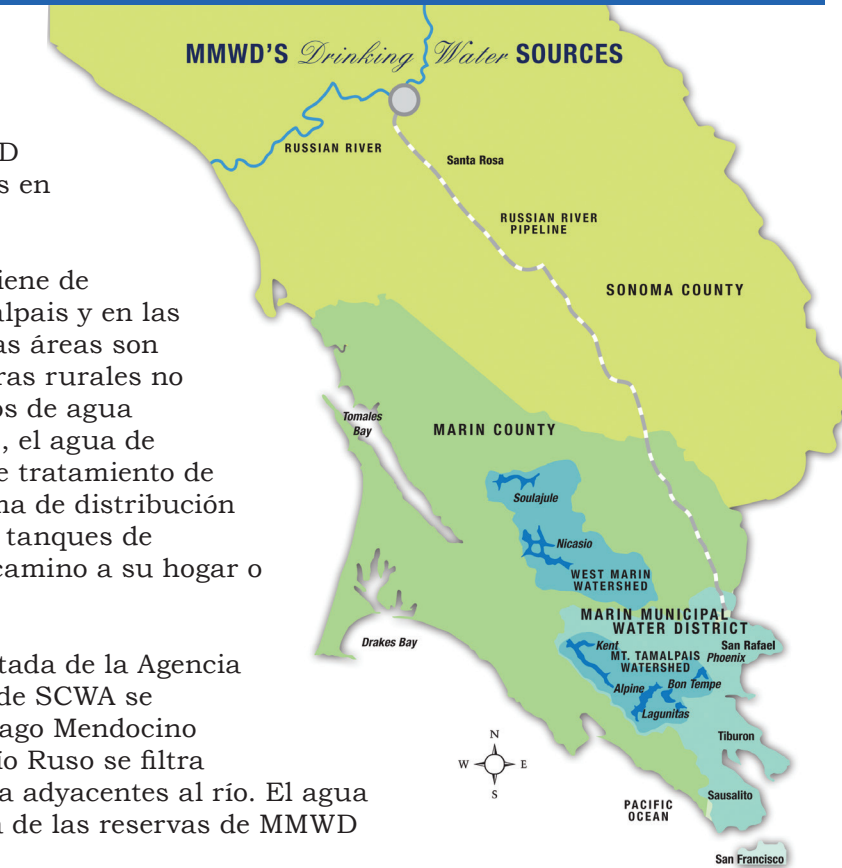 MMWD'S Drinking Water SOURCES
RUSSIAN RIVER
Santa Rosa
RUSSIAN RIVER
PIPELINE
SONOMA COUNTY
MARIN COUNTY
Tomales
Bay
Soulajule
Nicasio
WEST MARIN
WATERSHED
MARIN MUNICIPAL
WATER DISTRICT
Kent
San Rafael
MT. TAMALPAIS
WATERSHED
Phoenix
Alpine
Bon Tempe
Lagunitas
Drakes Bay
Tiburon
N
W
E
S
Sausalito
PACIFIC
OCEAN
San Francisco
D
s en
iene de
alpais y en las
as áreas son
ras rurales no
os de agua
, el agua de
e tratamiento de
ma de distribución
tanques de
camino a su hogar o
tada de la Agencia
de SCWA se
ago Mendocino
ío Ruso se filtra
a adyacentes al río. El agua
de las reservas de MMWD